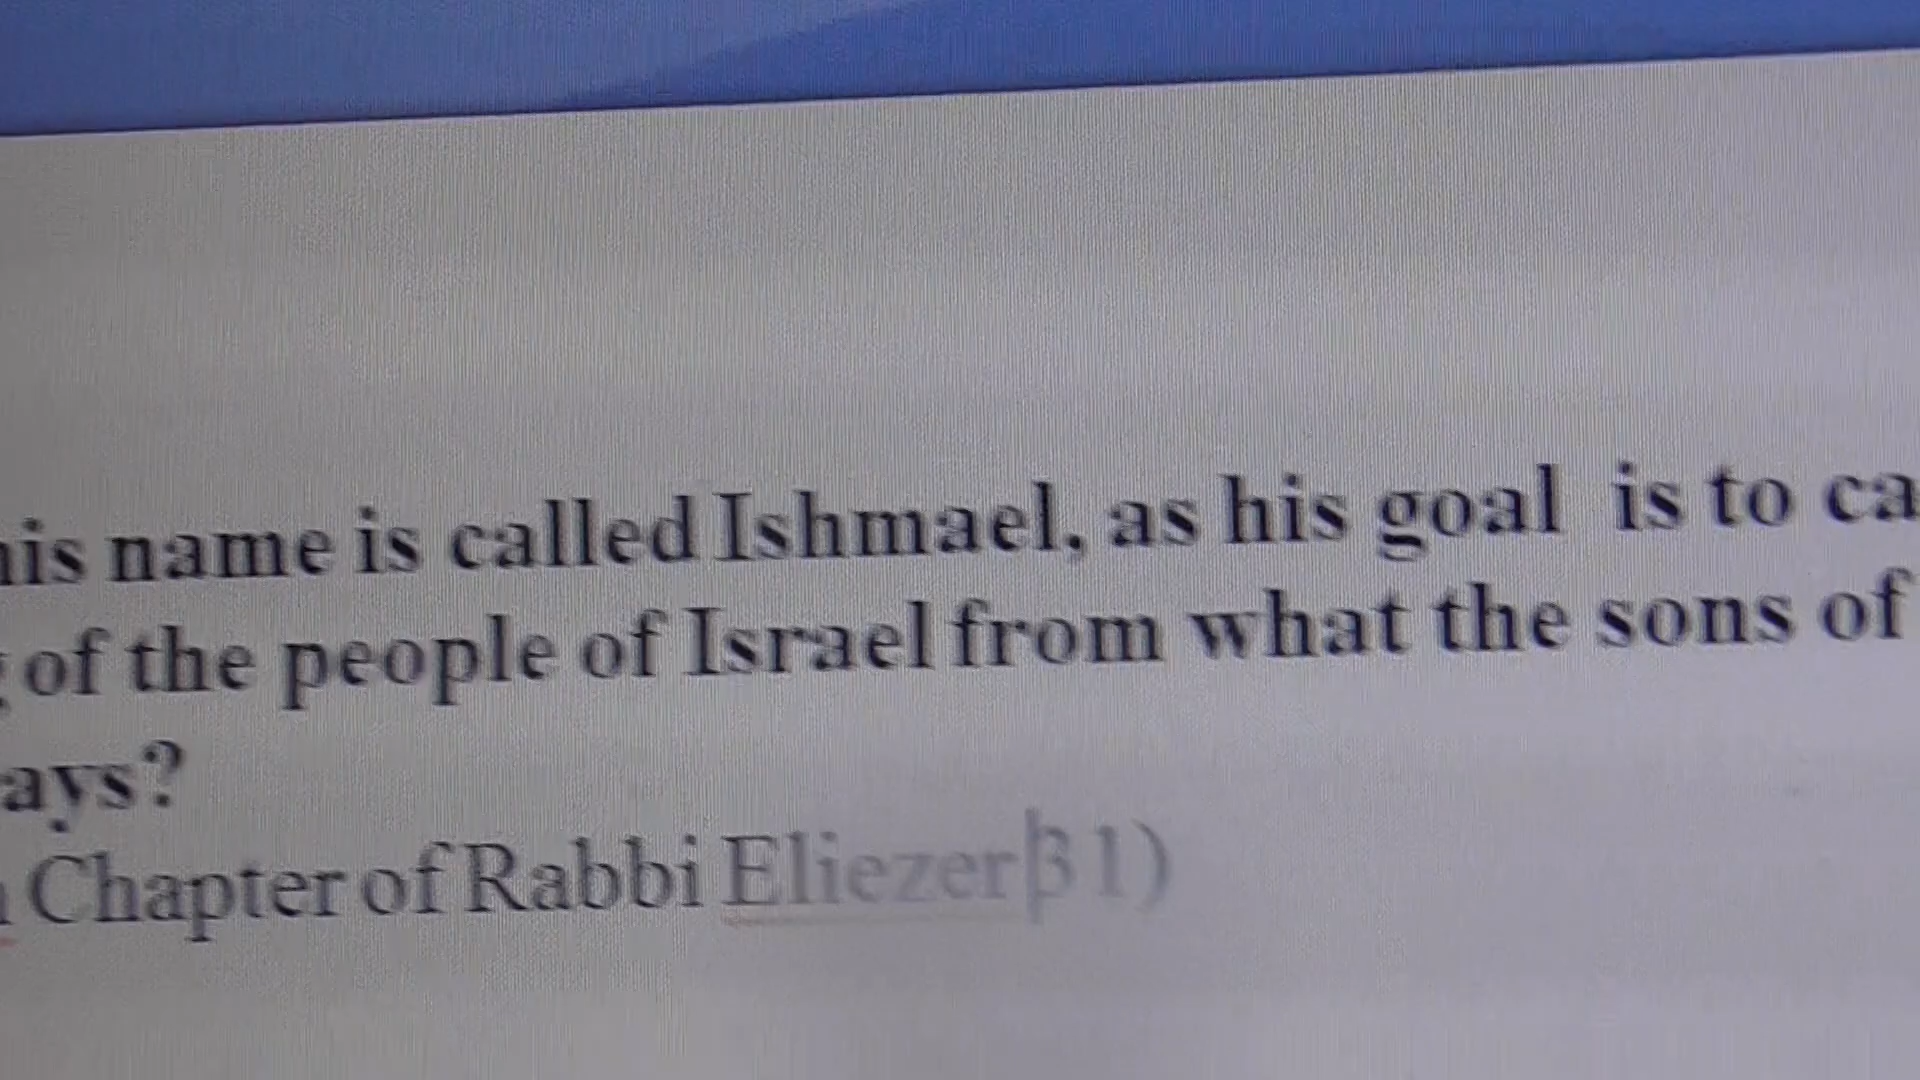 his name is called Ishmael, as his goal is to ca
of the people of Israel from what the sons of
ays?
Chapter of Rabbi Eliezer 31)